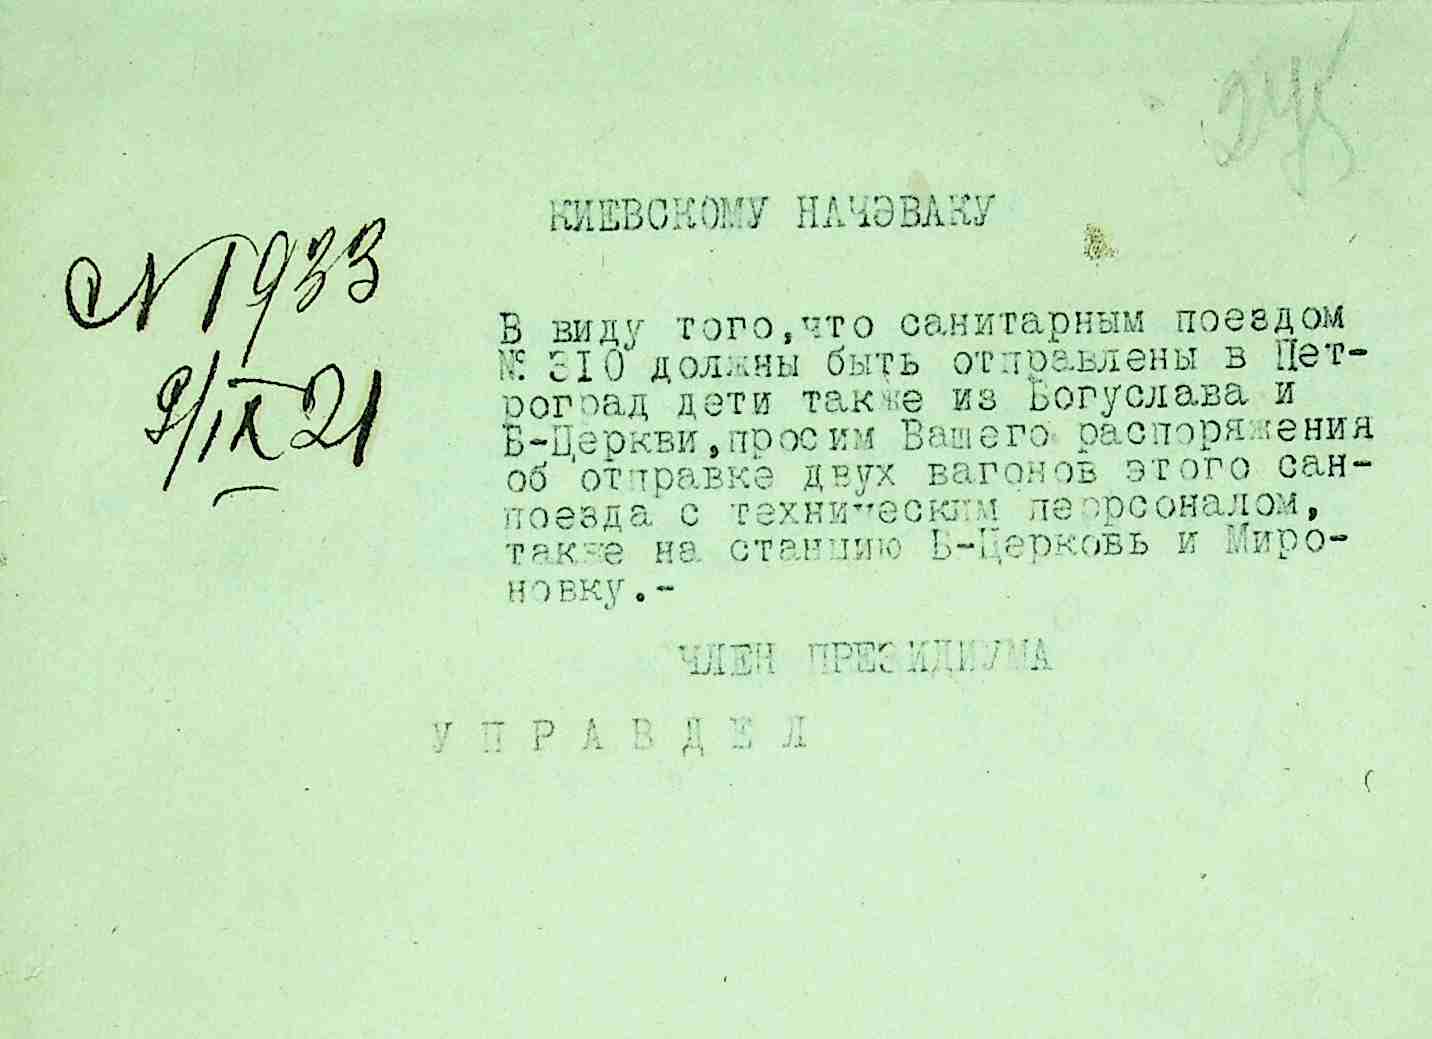 КИЕВСКОМУ НАЧЭВАКУ
№ 1933
9/IX 21
В виду того,что санитарным поездом
№ 310 должны быть отправлены в Пет-
роград дети также из Богуслава и
Б-Церкви,просим Вашего распоряжения
об отправке двух вагонов этого сан-
поезда с техническим пеорсоналом,
также на станцию Б-Церковь и Миро-
новку.-
ЧЛЕН ПРЕЗИДИУМА
УПРАВДЕЛ